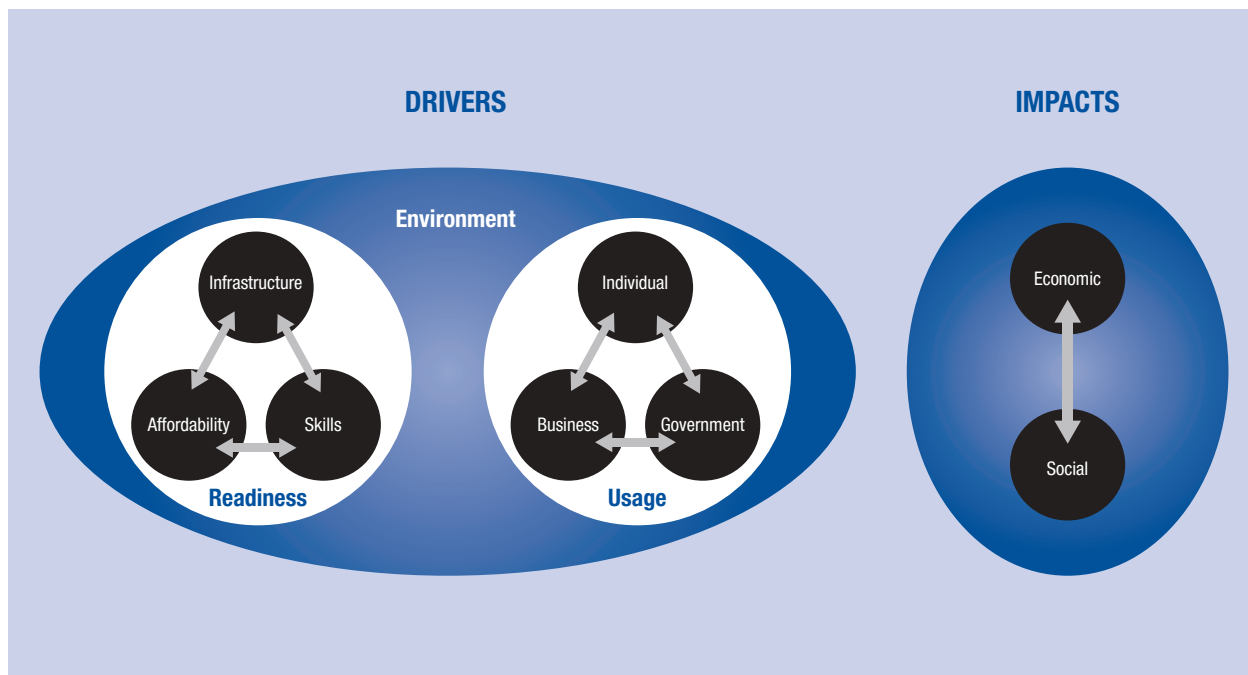 DRIVERS
IMPACTS
Environment
Infrastructure
Affordability
Skills
Readiness
Individual
Business
Government
Usage
Economic
Social